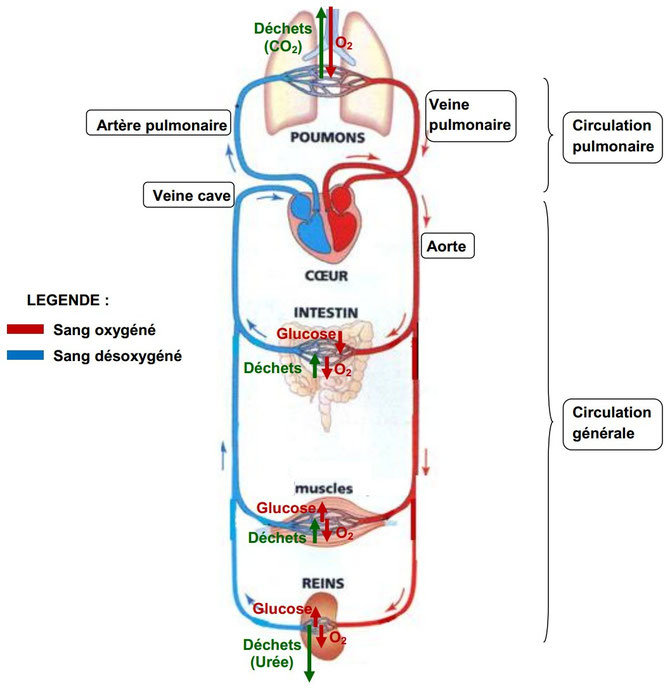 Déchets
(CO₂)
O₂
Artère pulmonaire
Veine
pulmonaire
POUMONS
Circulation
pulmonaire
Veine cave
Aorte
CŒUR
LEGENDE :
Sang oxygéné
Sang désoxygéné
INTESTIN
Glucose
Déchets
O₂
Circulation
générale
muscles
Glucose
Déchets
O₂
REINS
Glucose
O₂
Déchets
(Urée)